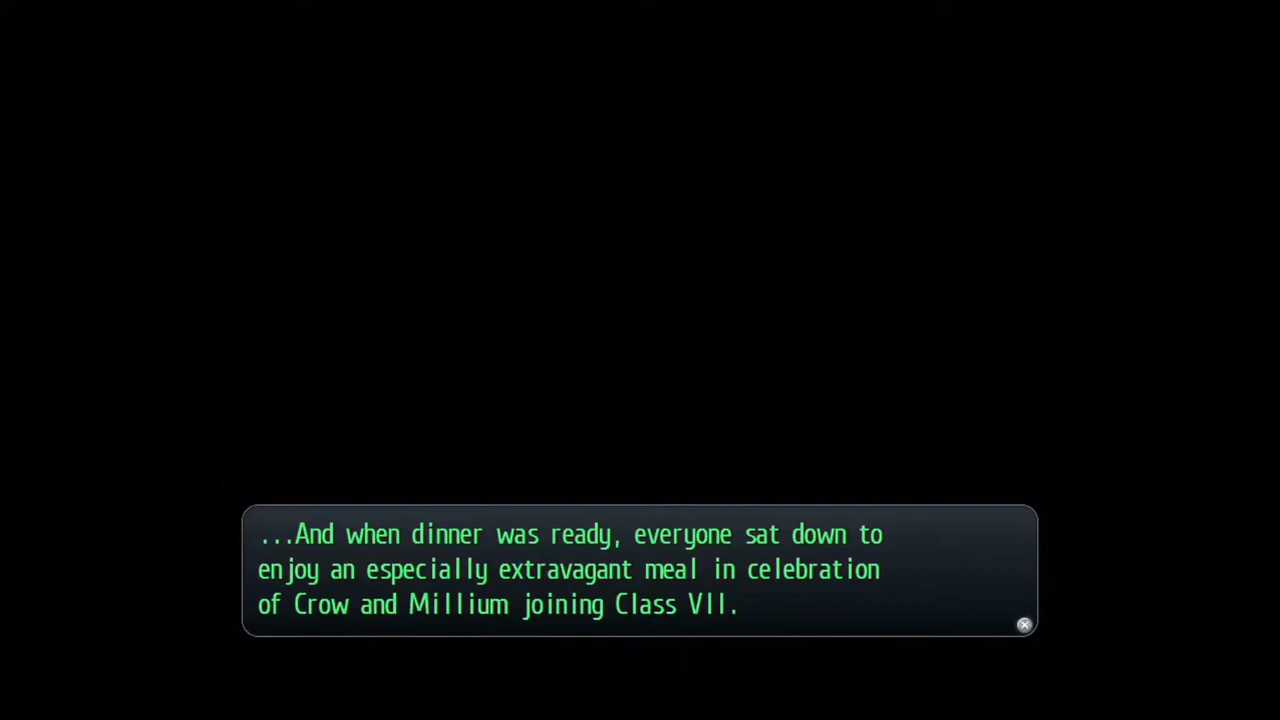 ...And when dinner was ready, everyone sat down to
enjoy an especially extravagant meal in celebration
of Crow and Millium joining Class VII.